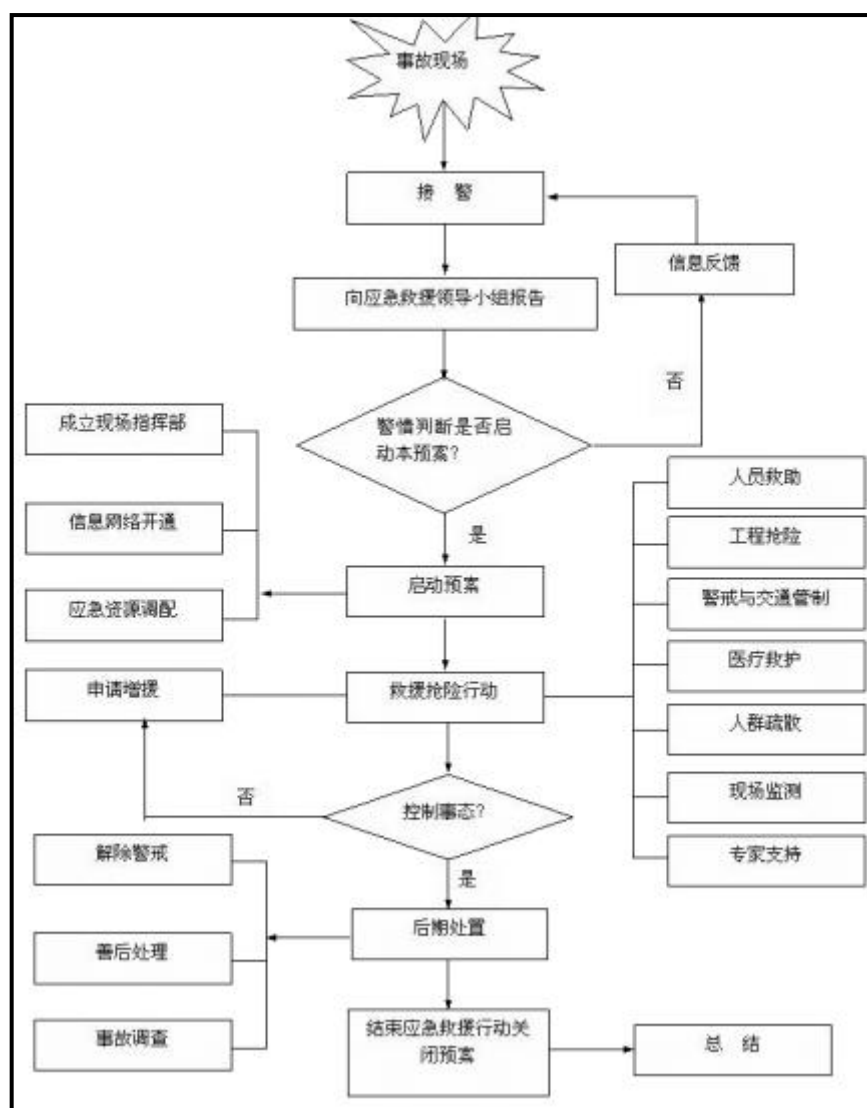 事故现场
接 警
信息反馈
向应急救援领导小组报告
否
成立现场指挥部
警情判断是否启
动本预案?
人员救助
信息网络开通
是
工程抢险
启动预案
应急资源调配
警戒与交通管制
医疗救护
申请增援
救援抢险行动
人群疏散
否
控制事态?
现场监测
解除警戒
专家支持
是
后期处置
善后处理
事故调查
结束应急救援行动关
闭预案
总 结